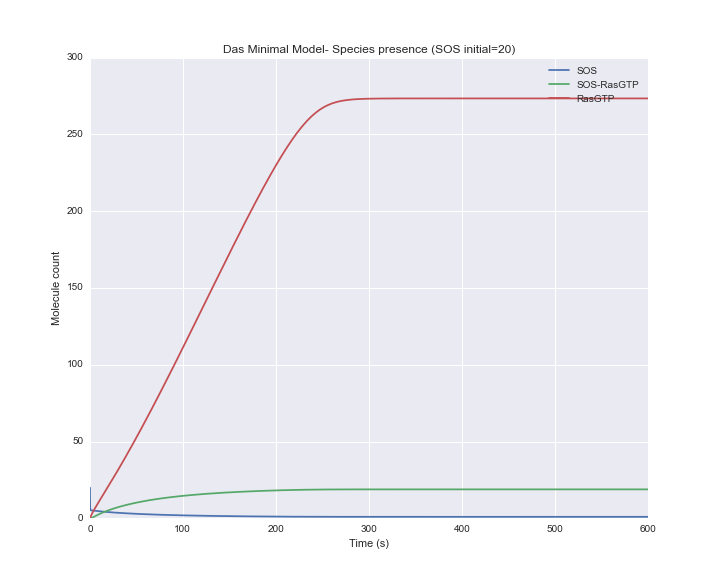 Das Minimal Model- Species presence (SOS initial=20)
300
SOS
SOS-RasGTP
RasGTP
250
200
150
100
50
0
Molecule count
0 100 200 300 400 500 600
Time (s)